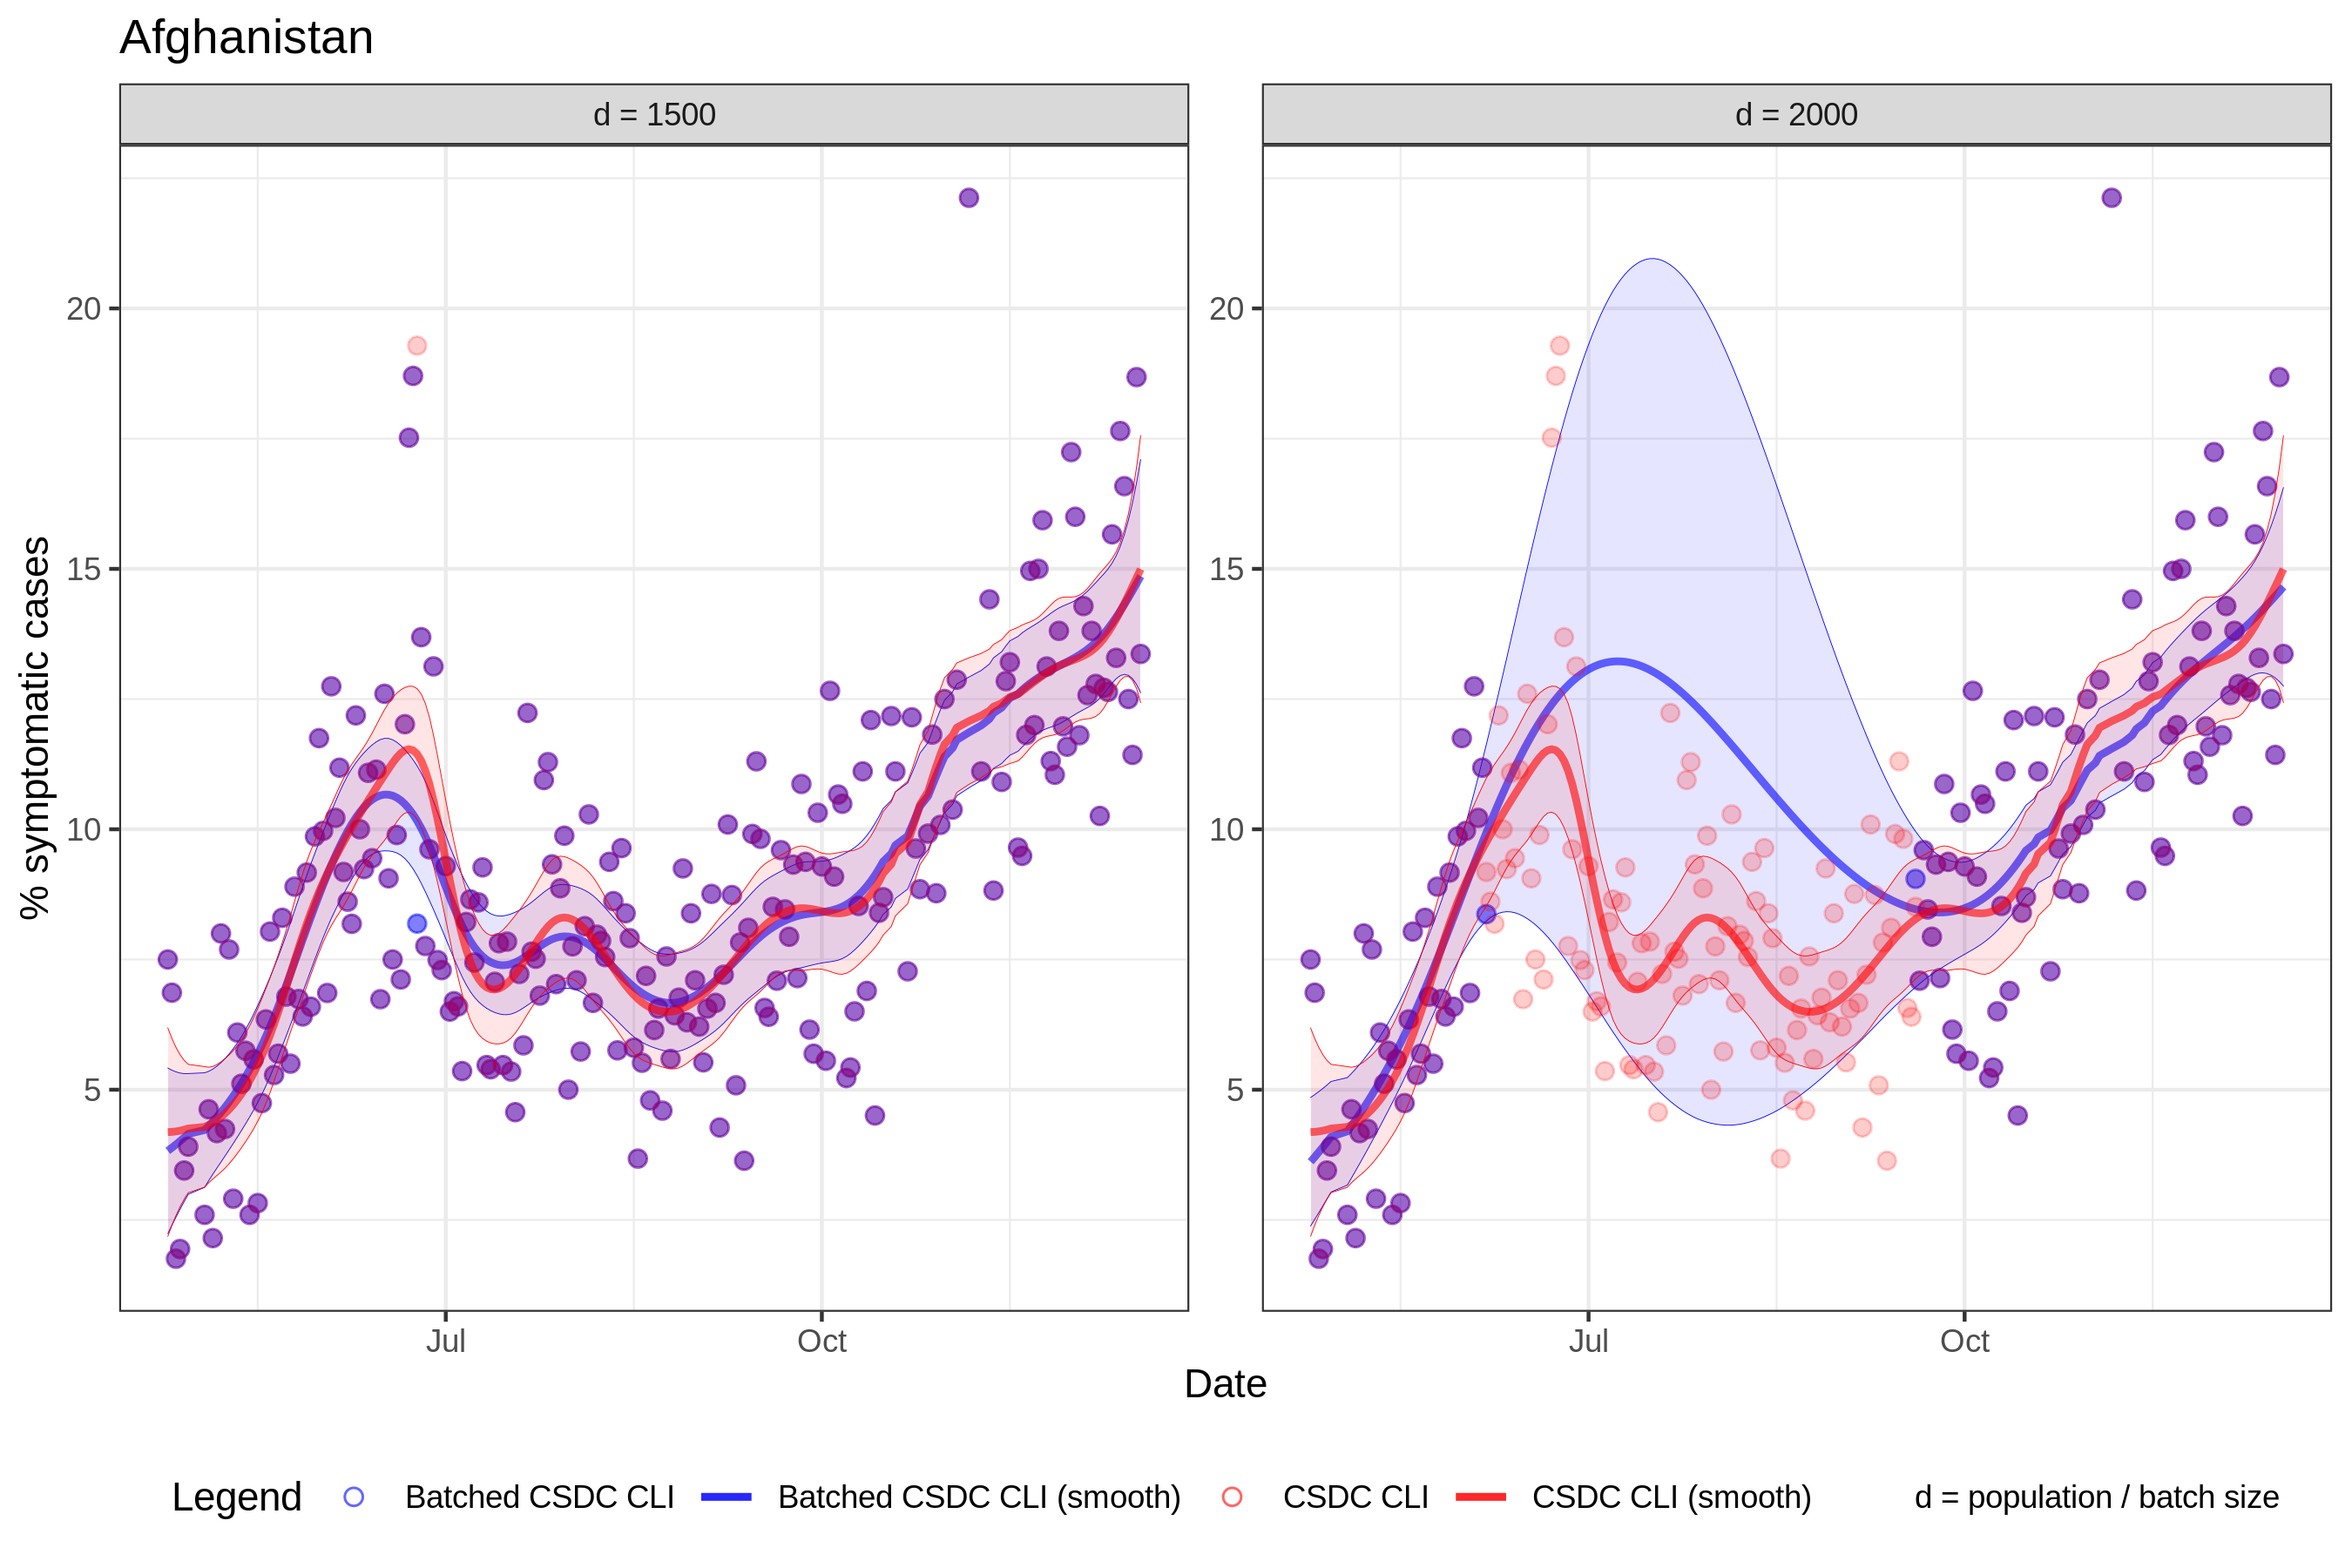 Afghanistan
d = 1500
d = 2000
% symptomatic cases
20
15
10
5
20
15
10
5
Jul
Oct
Jul
Oct
Date
Legend
Batched CSDC CLI
Batched CSDC CLI (smooth)
CSDC CLI
CSDC CLI (smooth)
d = population / batch size